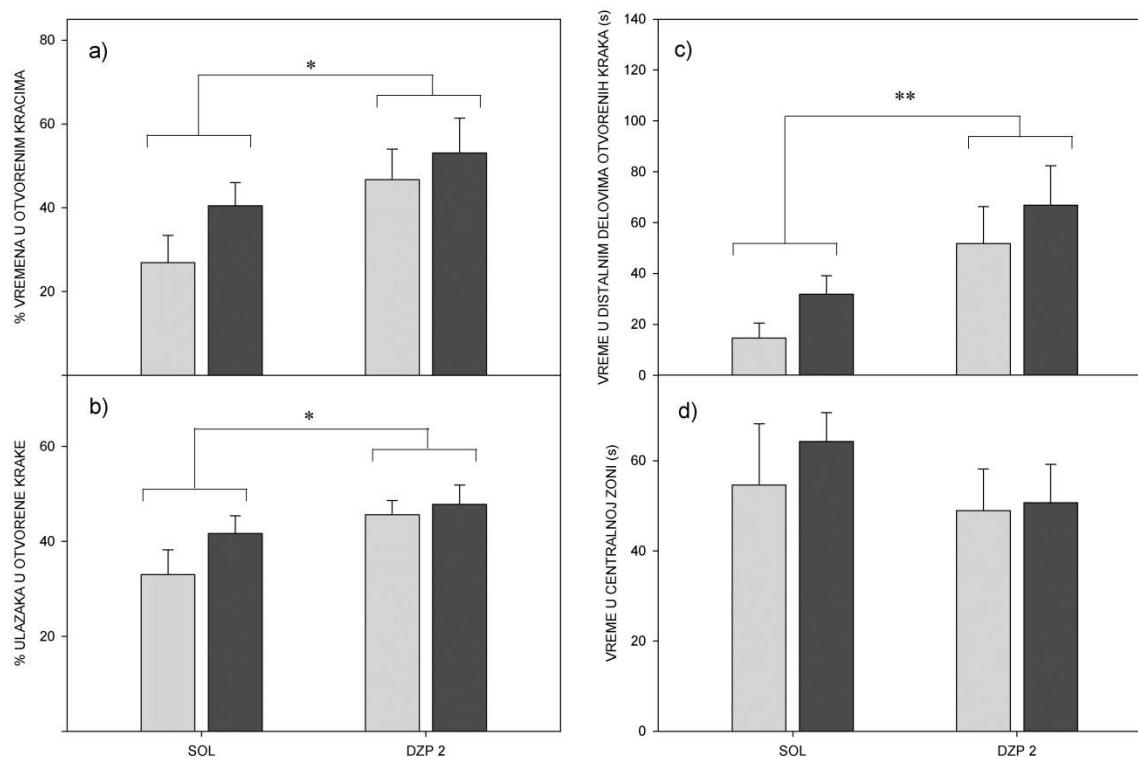 a)
% VREMENA U OTVORENIM KRACIMA
80
60
40
20
*
b)
% ULAZAKA U OTVORENE KRAKE
60
40
20
*
SOL
DZP 2
c)
VREME U DISTALNIM DELOVIMA OTVORENIH KRAKA (s)
140
120
100
80
60
40
20
0
**
d)
VREME U CENTRALNOJ ZONI (s)
60
40
20
0
SOL
DZP 2